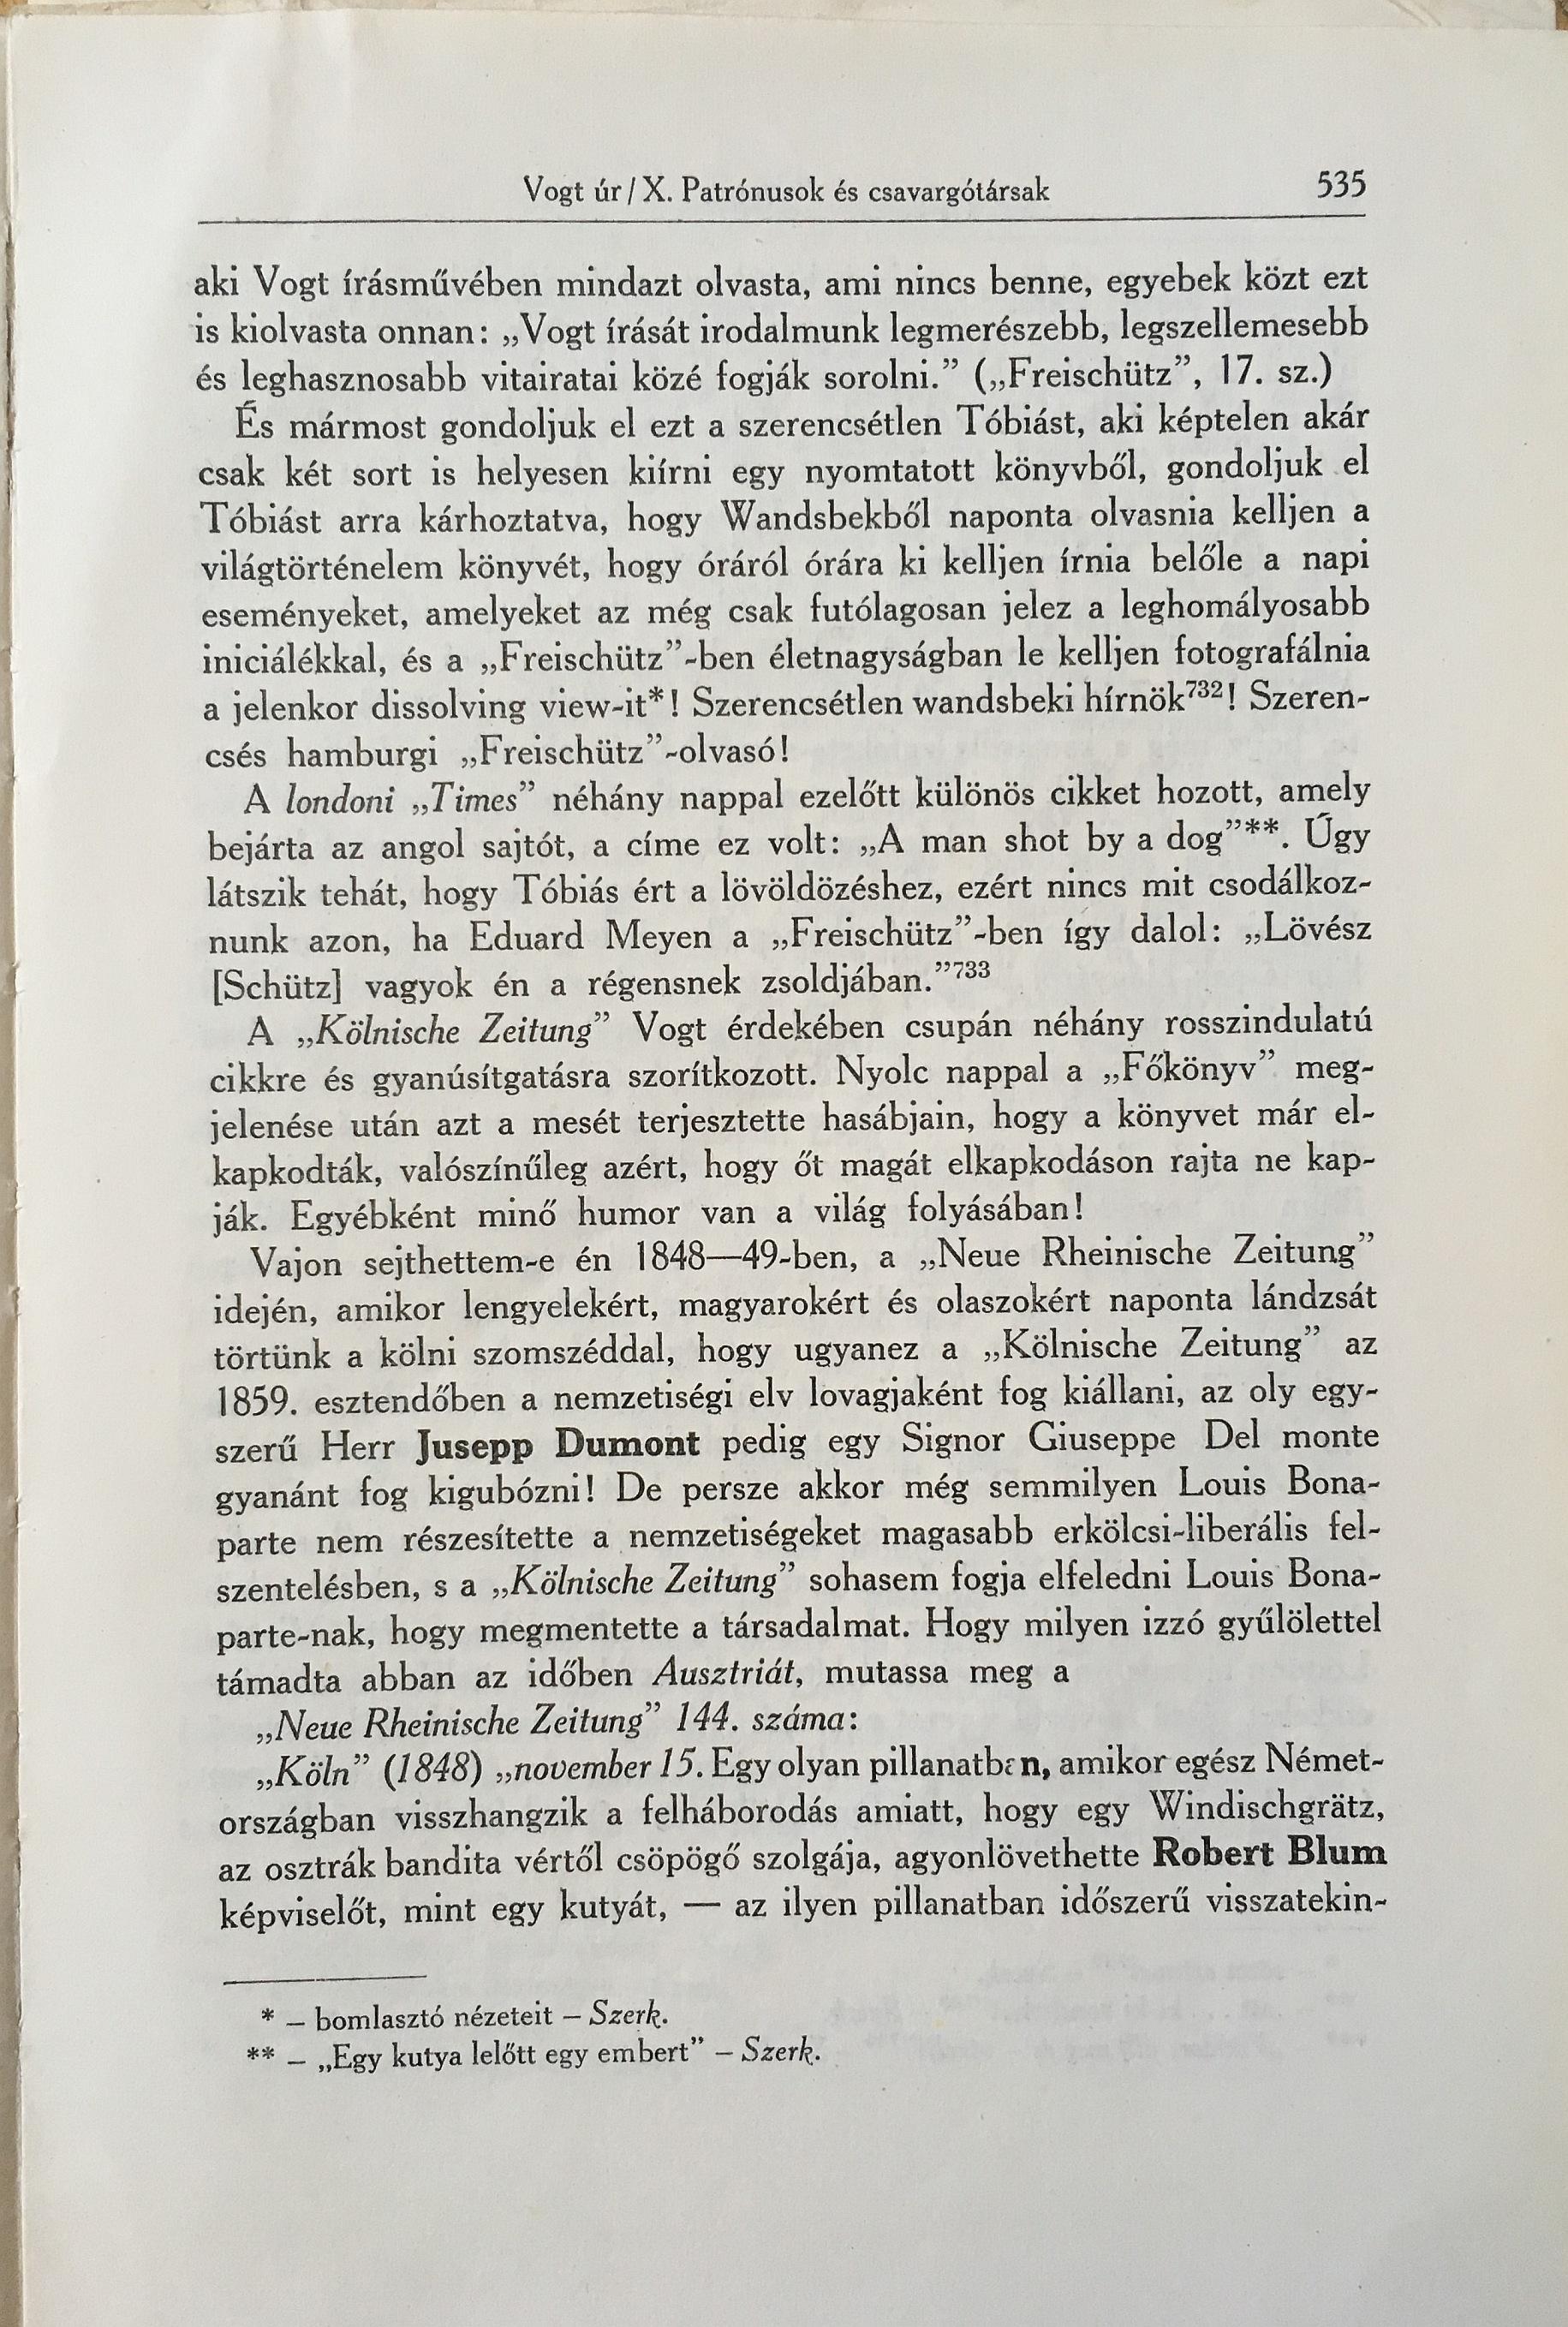 Vogt úr / X. Patrónusok és csavargótársak 535
aki Vogt írásművében mindazt olvasta, ami nincs benne, egyebek közt ezt
is kiolvasta onnan: „Vogt írását irodalmunk legmerészebb, legszellemesebb
és leghasznosabb vitairatai közé fogják sorolni.” („Freischütz”, 17. sz.)
És mármost gondoljuk el ezt a szerencsétlen Tóbiást, aki képtelen akár
csak két sort is helyesen kiírni egy nyomtatott könyvből, gondoljuk el
Tóbiást arra kárhoztatva, hogy Wandsbekből naponta olvasnia kelljen a
világtörténelem könyvét, hogy óráról órára ki kelljen írnia belőle a napi
eseményeket, amelyeket az még csak futólagosan jelez a leghomályosabb
iniciálékkal, és a „Freischütz”-ben életnagyságban le kelljen fotografálnia
a jelenkor dissolving view-it*! Szerencsétlen wandsbeki hírnök⁷³²! Szeren-
csés hamburgi „Freischütz”-olvasó!
A londoni „Times” néhány nappal ezelőtt különös cikket hozott, amely
bejárta az angol sajtót, a címe ez volt: „A man shot by a dog”**. Úgy
látszik tehát, hogy Tóbiás ért a lövöldözéshez, ezért nincs mit csodálkoz-
nunk azon, ha Eduard Meyen a „Freischütz”-ben így dalol: „Lövész
[Schütz] vagyok én a régensnek zsoldjában.”⁷³³
A „Kölnische Zeitung” Vogt érdekében csupán néhány rosszindulatú
cikkre és gyanúsítgatásra szorítkozott. Nyolc nappal a „Főkönyv” meg-
jelenése után azt a mesét terjesztette hasábjain, hogy a könyvet már el-
kapkodták, valószínűleg azért, hogy őt magát elkapkodáson rajta ne kap-
ják. Egyébként minő humor van a világ folyásában!
Vajon sejthettem-e én 1848—49-ben, a „Neue Rheinische Zeitung”
idején, amikor lengyelekért, magyarokért és olaszokért naponta lándzsát
törtünk a kölni szomszéddal, hogy ugyanez a „Kölnische Zeitung” az
1859. esztendőben a nemzetiségi elv lovagjaként fog kiállani, az oly egy-
szerű Herr Jusepp Dumont pedig egy Signor Giuseppe Del monte
gyanánt fog kigubózni! De persze akkor még semmilyen Louis Bona-
parte nem részesítette a nemzetiségeket magasabb erkölcsi-liberális fel-
szentelésben, s a „Kölnische Zeitung” sohasem fogja elfeledni Louis Bona-
parte-nak, hogy megmentette a társadalmat. Hogy milyen izzó gyűlölettel
támadta abban az időben Ausztriát, mutassa meg a
„Neue Rheinische Zeitung” 144. száma:
„Köln” (1848) „november 15. Egy olyan pillanatban, amikor egész Német-
országban visszhangzik a felháborodás amiatt, hogy egy Windischgrätz,
az osztrák bandita vértől csöpögő szolgája, agyonlövethette Robert Blum
képviselőt, mint egy kutyát, — az ilyen pillanatban időszerű visszatekin-
* – bomlasztó nézeteit – Szerk.
** – „Egy kutya lelőtt egy embert” – Szerk.